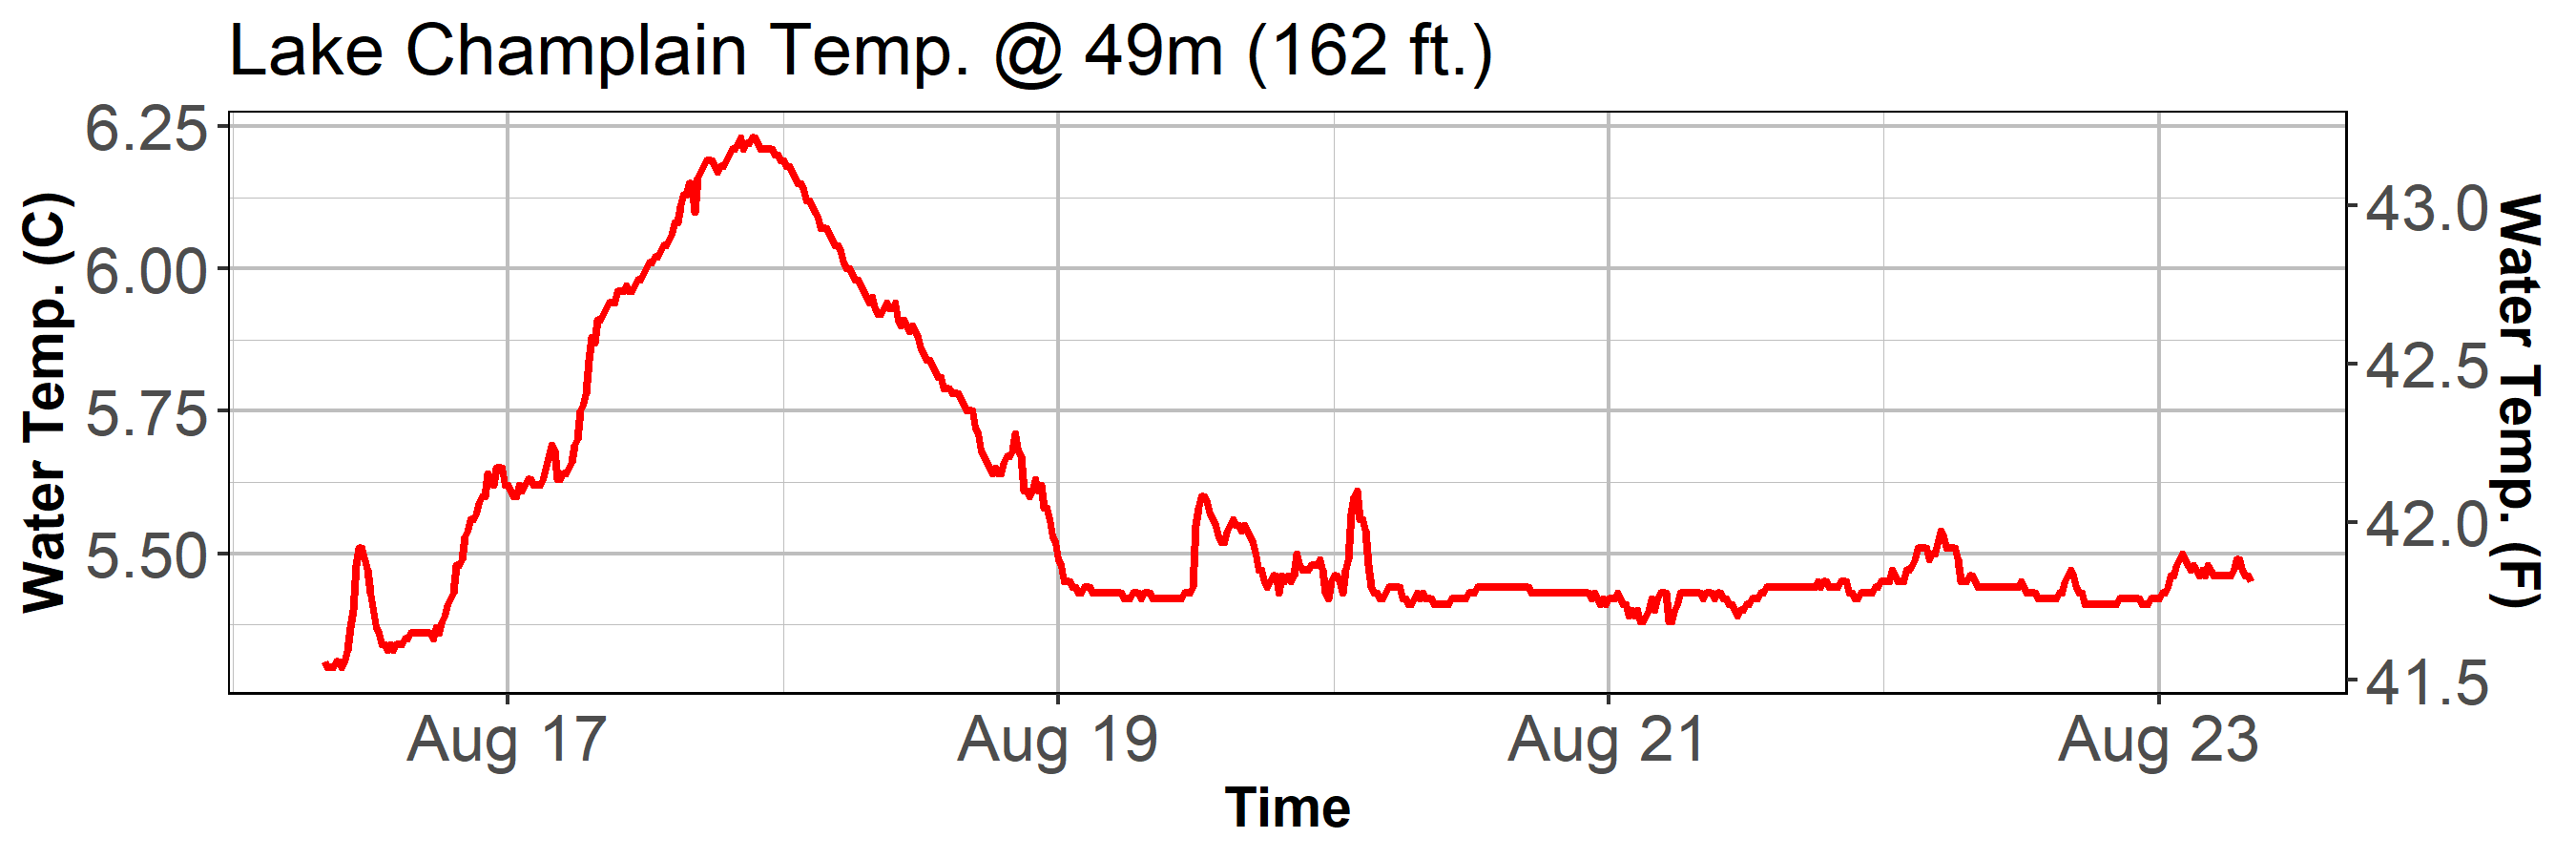 Lake Champlain Temp. @ 49m (162 ft.)
Water Temp. (C)
6.25
6.00
5.75
5.50
43.0
42.5
42.0
41.5
Water Temp. (F)
Aug 17
Aug 19
Aug 21
Aug 23
Time